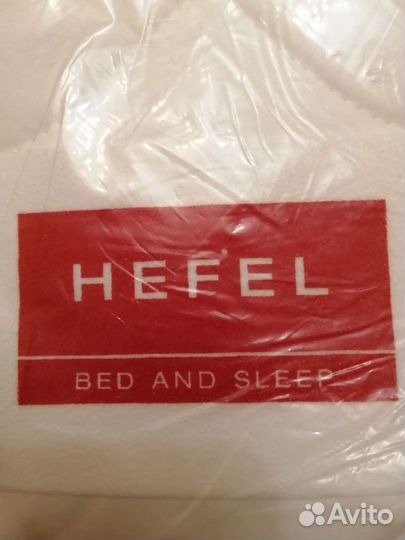 HEFEL
BED AND SLEEP
Avito